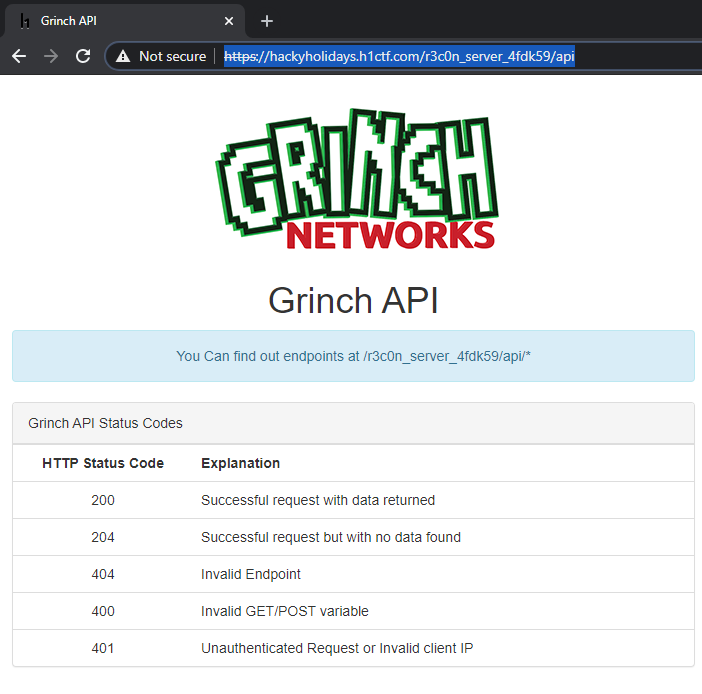 Grinch API
Not secure https://hackyholidays.h1ctf.com/r3c0n_server_4fdk59/api
GRINCH
NETWORKS
Grinch API
You Can find out endpoints at /r3c0n_server_4fdk59/api/*
Grinch API Status Codes
HTTP Status Code Explanation
200 Successful request with data returned
204 Successful request but with no data found
404 Invalid Endpoint
400 Invalid GET/POST variable
401 Unauthenticated Request or Invalid client IP